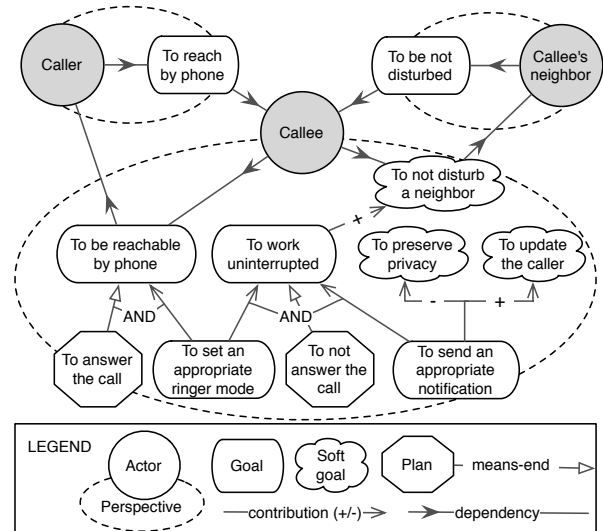 Caller
To reach
by phone
To be not
disturbed
Callee's
neighbor
Callee
To not disturb
a neighbor
+
To be reachable
by phone
To work
uninterrupted
To preserve
privacy
To update
the caller
AND
AND
-
+
To answer
the call
To set an
appropriate
ringer mode
To not
answer the
call
To send an
appropriate
notification
LEGEND
Actor
Perspective
Goal
Soft
goal
Plan
means-end
contribution (+/-)
dependency